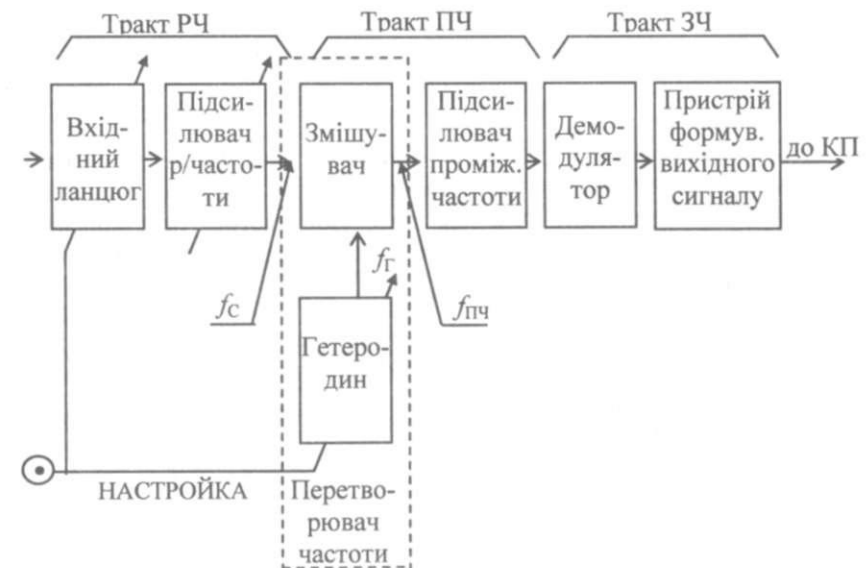 Тракт РЧ
Тракт ПЧ
Тракт ЗЧ
Вхід-
ний
ланцюг
Підси-
лювач
р/часто-
ти
Змішу-
вач
Підси-
лювач
проміж.
частоти
Демо-
дуля-
тор
Пристрій
формув.
вихідного
сигналу
до КП
fГ
fС
fПЧ
Гетеро-
дин
НАСТРОЙКА
Перетво-
рювач
частоти